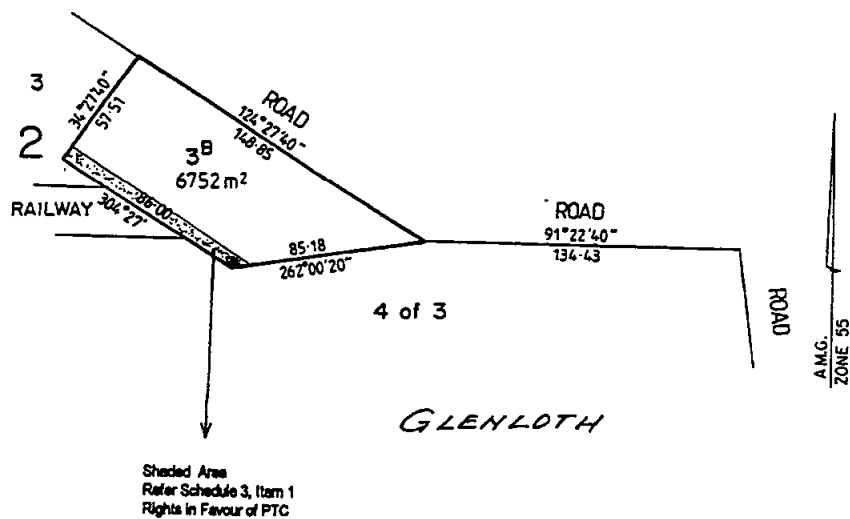 3
2
34°27'40"
57·51
3B
6752m²
ROAD
124°27'40"
148·85
RAILWAY
86·00
304°27'
85·18
262°00'20"
ROAD
91°22'40"
134·43
ROAD
4 of 3
A.M.G.
ZONE 55
GLENLOTH
Shaded Area
Refer Schedule 3, Item 1
Rights in Favour of PTC